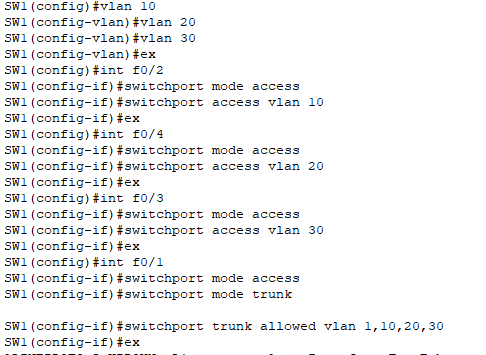 SW1(config)#vlan 10
SW1(config-vlan)#vlan 20
SW1(config-vlan)#vlan 30
SW1(config-vlan)#ex
SW1(config)#int f0/2
SW1(config-if)#switchport mode access
SW1(config-if)#switchport access vlan 10
SW1(config-if)#ex
SW1(config)#int f0/4
SW1(config-if)#switchport mode access
SW1(config-if)#switchport access vlan 20
SW1(config-if)#ex
SW1(config)#int f0/3
SW1(config-if)#switchport mode access
SW1(config-if)#switchport access vlan 30
SW1(config-if)#ex
SW1(config)#int f0/1
SW1(config-if)#switchport mode access
SW1(config-if)#switchport mode trunk
SW1(config-if)#switchport trunk allowed vlan 1,10,20,30
SW1(config-if)#ex